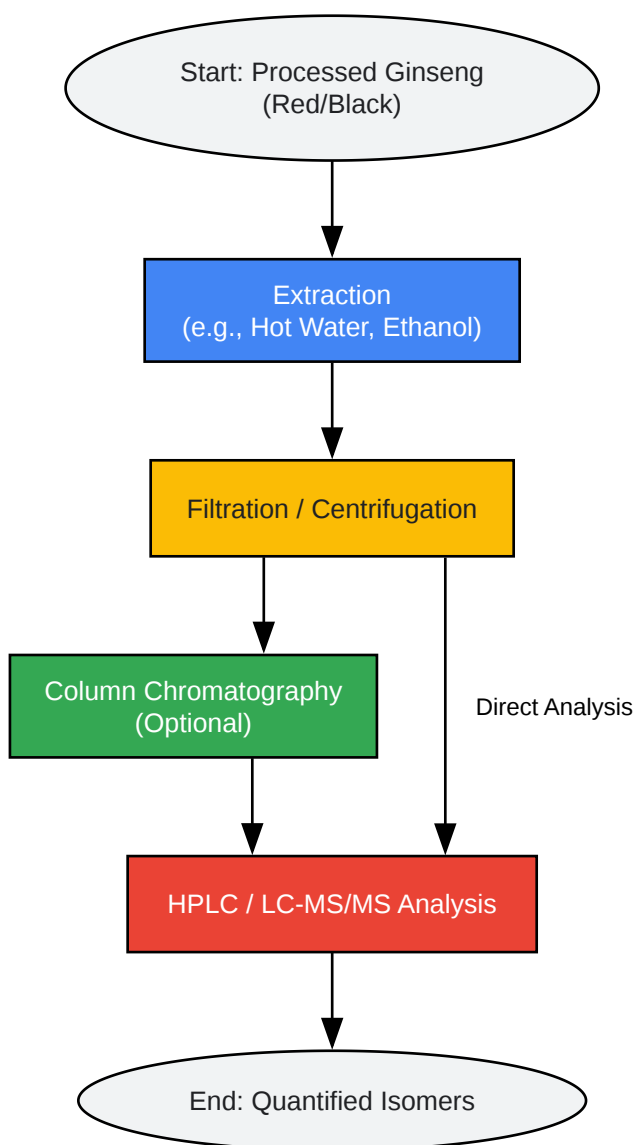 Start: Processed Ginseng
(Red/Black)
Extraction
(e.g., Hot Water, Ethanol)
Filtration / Centrifugation
Column Chromatography
(Optional)
Direct Analysis
HPLC / LC-MS/MS Analysis
End: Quantified Isomers